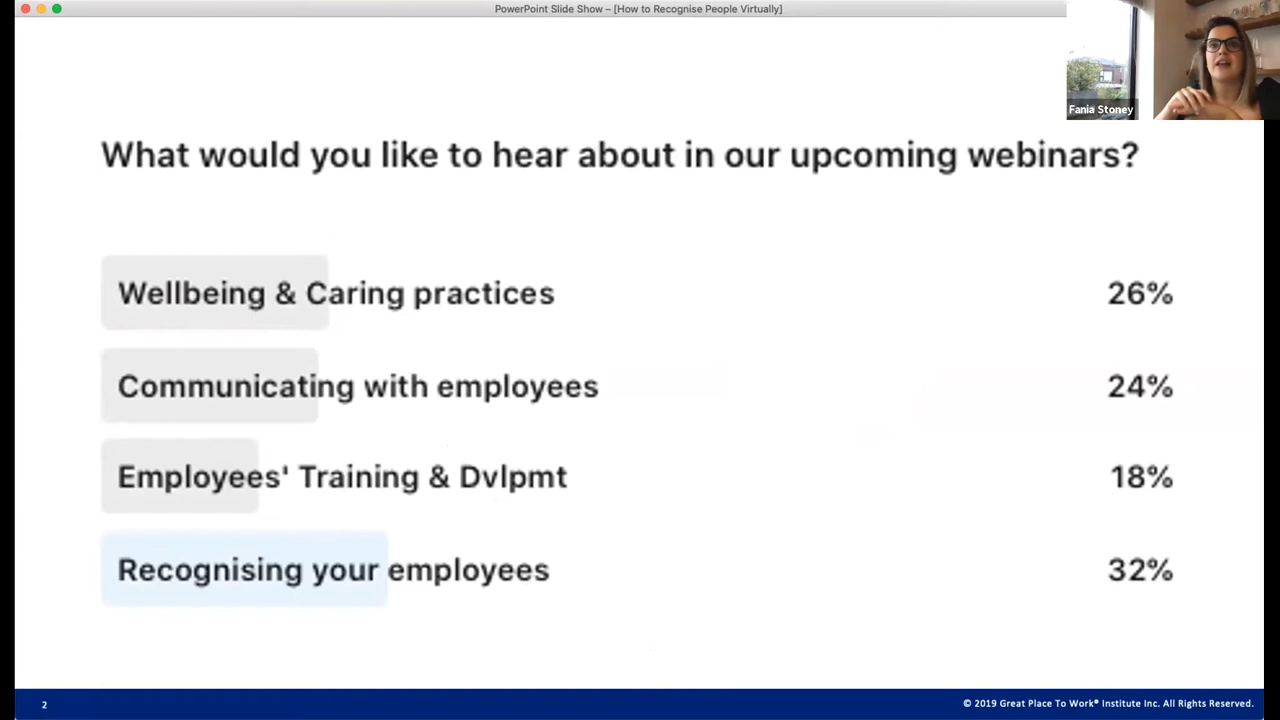 PowerPoint Slide Show – [How to Recognise People Virtually]
Fania Stoney
What would you like to hear about in our upcoming webinars?
Wellbeing & Caring practices 26%
Communicating with employees 24%
Employees' Training & Dvlpmt 18%
Recognising your employees 32%
2 © 2019 Great Place To Work® Institute Inc. All Rights Reserved.